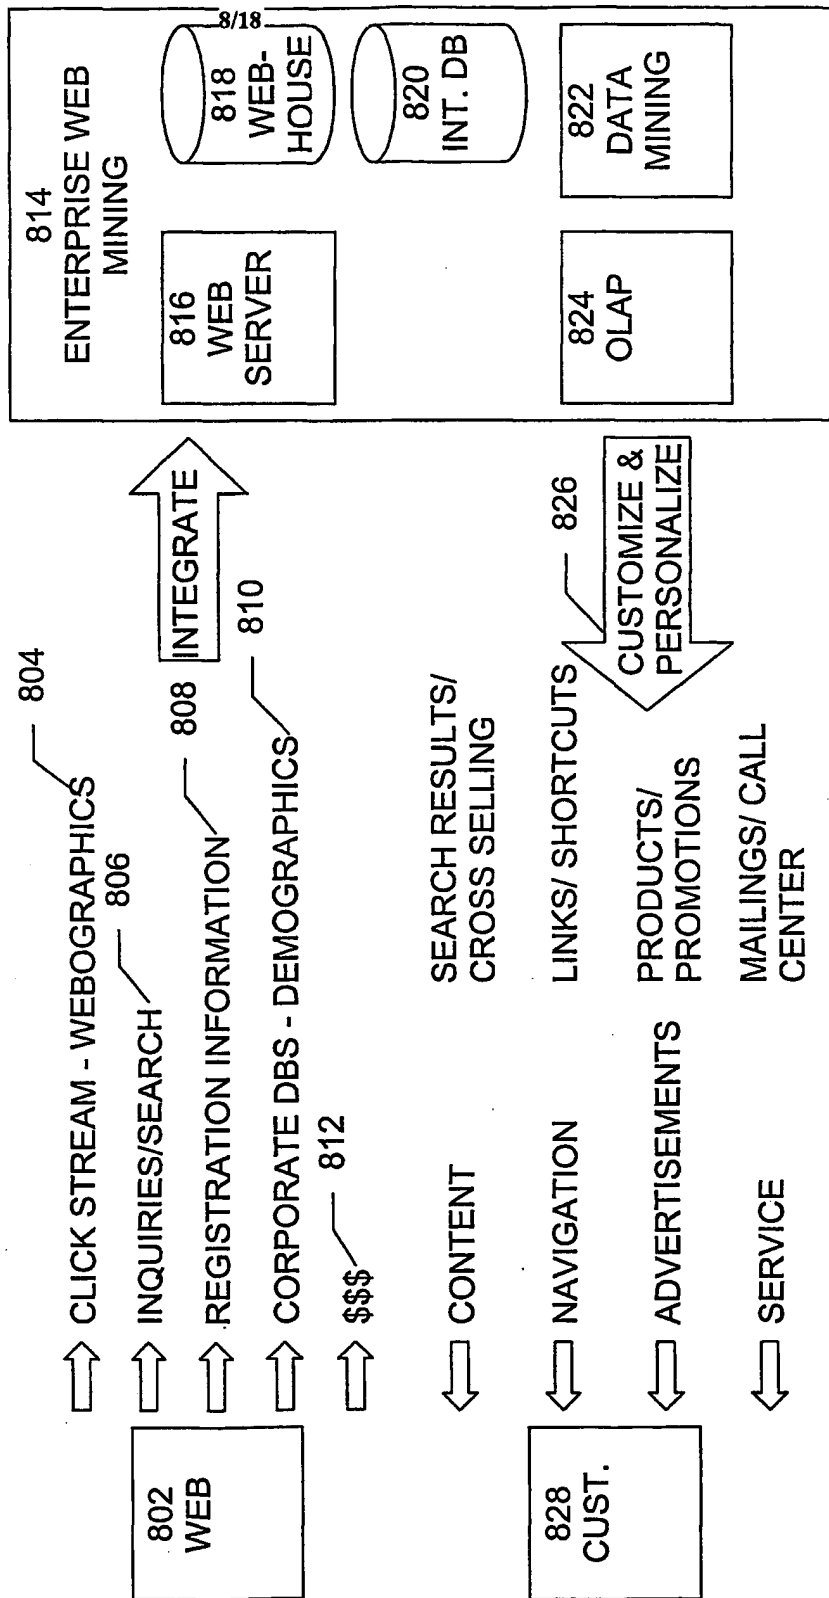 8/18
802
WEB
CLICK STREAM - WEBOGRAPHICS
804
INQUIRIES/SEARCH
806
REGISTRATION INFORMATION
808
CORPORATE DBS - DEMOGRAPHICS
810
$$$
812
INTEGRATE
814
ENTERPRISE WEB
MINING
816
WEB
SERVER
818
WEB-
HOUSE
820
INT. DB
822
DATA
MINING
824
OLAP
826
CUSTOMIZE &
PERSONALIZE
828
CUST.
CONTENT
SEARCH RESULTS/
CROSS SELLING
NAVIGATION
LINKS/ SHORTCUTS
ADVERTISEMENTS
PRODUCTS/
PROMOTIONS
SERVICE
MAILINGS/ CALL
CENTER